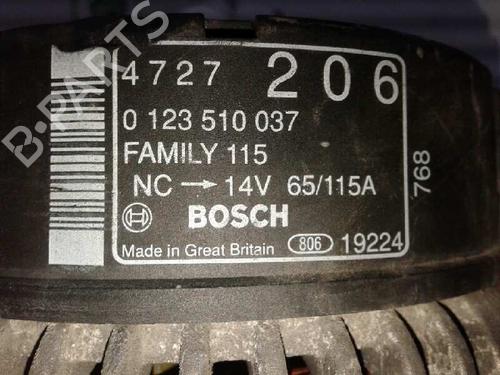 4727 206
0 123 510 037
FAMILY 115
NC → 14V 65/115A
768
BOSCH
Made in Great Britain 806 19224
B-PARTS